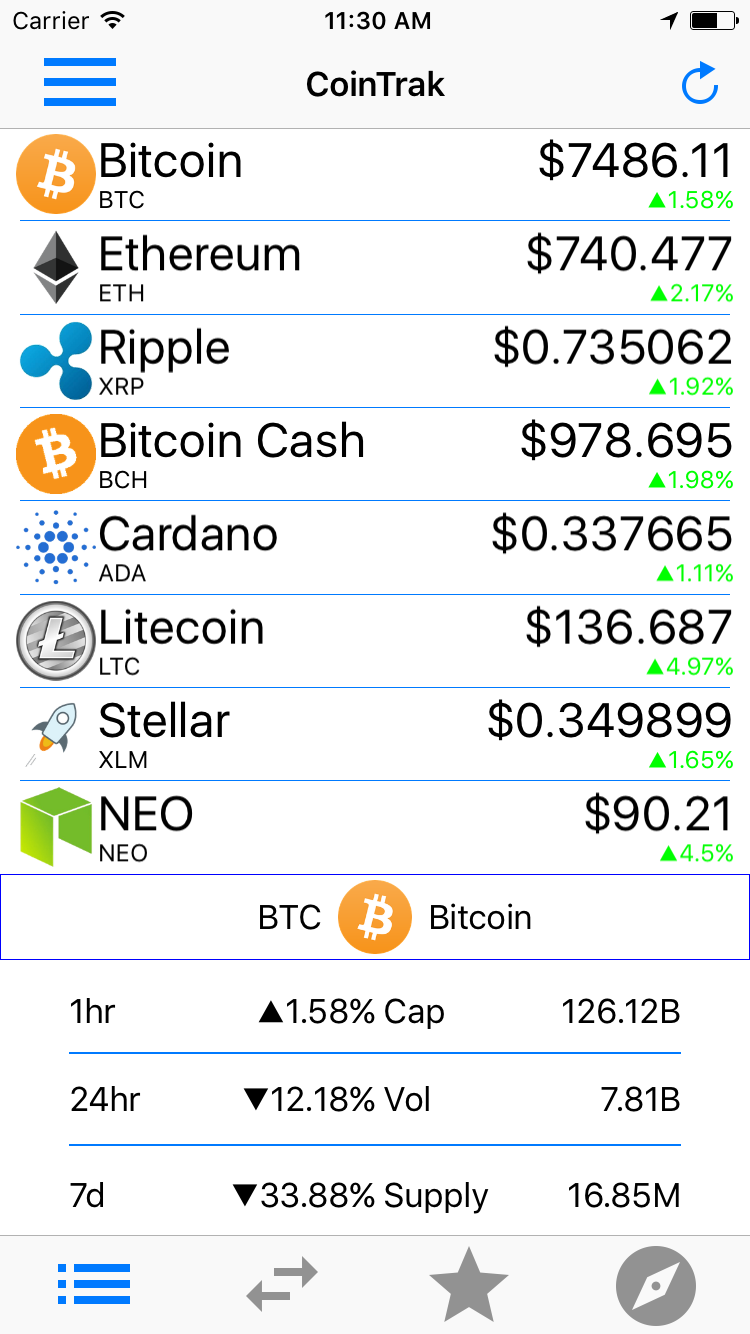 Carrier 11:30 AM
CoinTrak
Bitcoin $7486.11
BTC ▲1.58%
Ethereum $740.477
ETH ▲2.17%
Ripple $0.735062
XRP ▲1.92%
Bitcoin Cash $978.695
BCH ▲1.98%
Cardano $0.337665
ADA ▲1.11%
Litecoin $136.687
LTC ▲4.97%
Stellar $0.349899
XLM ▲1.65%
NEO $90.21
NEO ▲4.5%
BTC Bitcoin
1hr ▲1.58% Cap 126.12B
24hr ▼12.18% Vol 7.81B
7d ▼33.88% Supply 16.85M